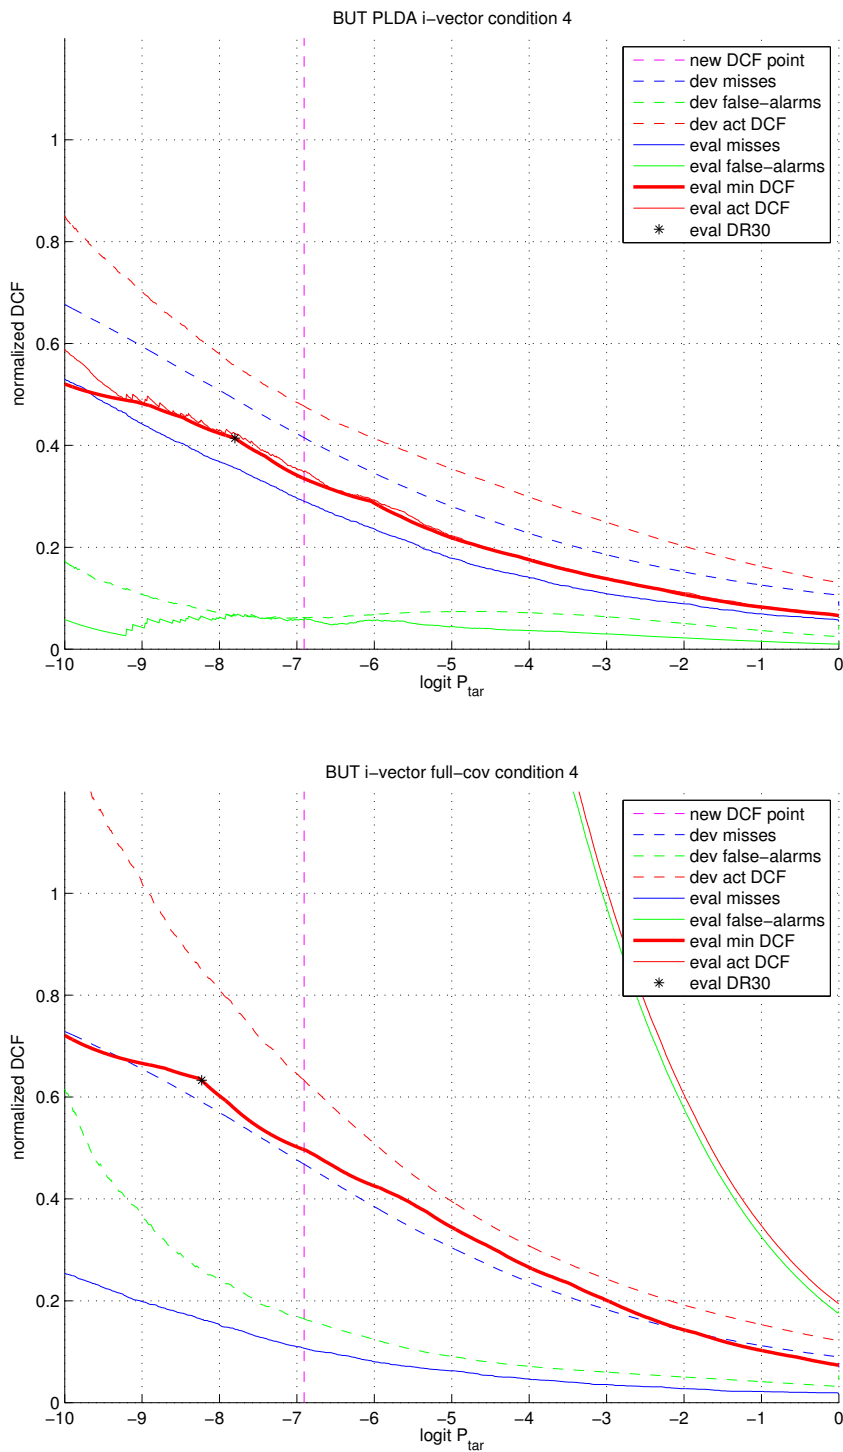 BUT PLDA i−vector condition 4
new DCF point
dev misses
dev false−alarms
dev act DCF
eval misses
eval false−alarms
eval min DCF
eval act DCF
eval DR30
normalized DCF
1
0.8
0.6
0.4
0.2
0
−10 −9 −8 −7 −6 −5 −4 −3 −2 −1 0
logit P_tar
BUT i−vector full−cov condition 4
new DCF point
dev misses
dev false−alarms
dev act DCF
eval misses
eval false−alarms
eval min DCF
eval act DCF
eval DR30
normalized DCF
1
0.8
0.6
0.4
0.2
0
−10 −9 −8 −7 −6 −5 −4 −3 −2 −1 0
logit P_tar